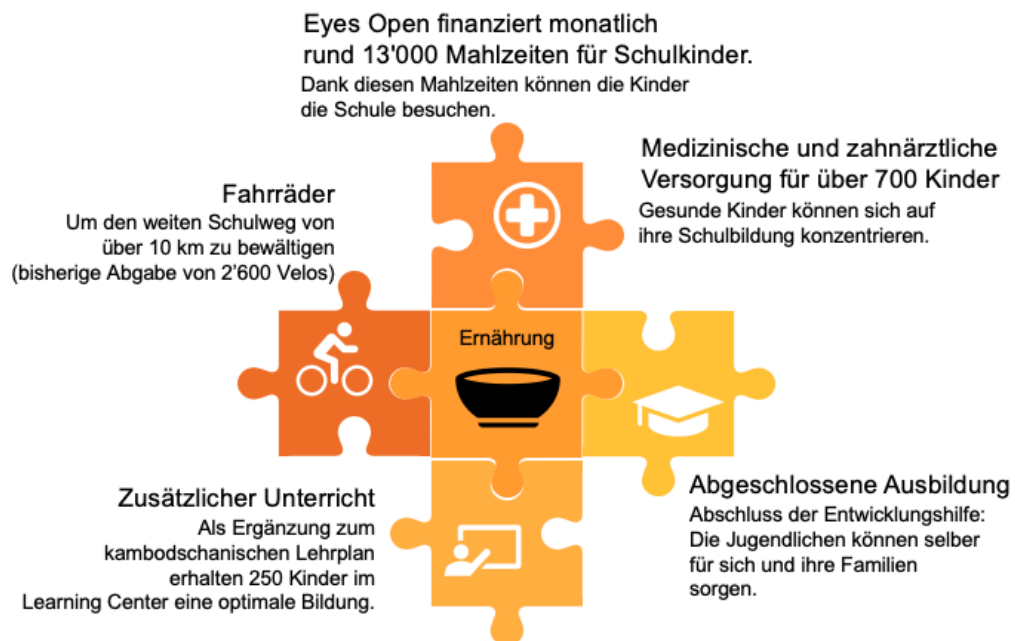 Eyes Open finanziert monatlich
rund 13'000 Mahlzeiten für Schulkinder.
Dank diesen Mahlzeiten können die Kinder
die Schule besuchen.
Medizinische und zahnärztliche
Versorgung für über 700 Kinder
Gesunde Kinder können sich auf
ihre Schulbildung konzentrieren.
Fahrräder
Um den weiten Schulweg von
über 10 km zu bewältigen
(bisherige Abgabe von 2’600 Velos)
Ernährung
Zusätzlicher Unterricht
Als Ergänzung zum
kambodschanischen Lehrplan
erhalten 250 Kinder im
Learning Center eine optimale Bildung.
Abgeschlossene Ausbildung
Abschluss der Entwicklungshilfe:
Die Jugendlichen können selber
für sich und ihre Familien
sorgen.